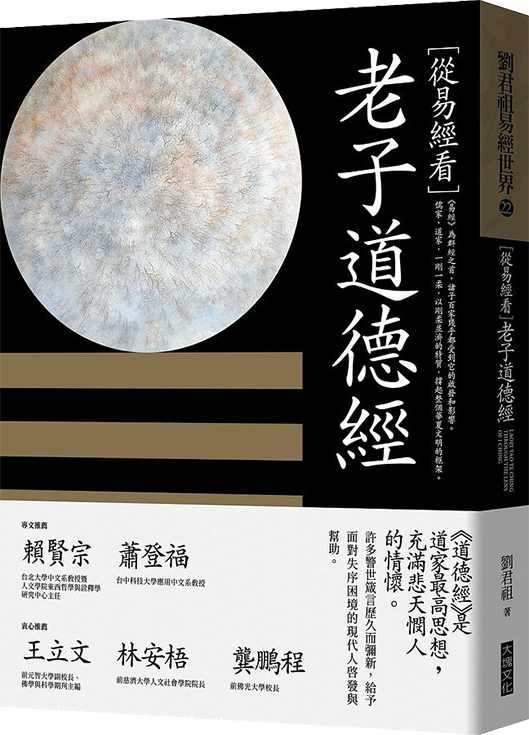 [從易經看]
老子道德經
《易經》為群經之首,諸子百家幾乎都受到它的啟發和影響。
儒家、道家,一剛一柔,以剛柔並濟的特質,撐起整個華夏文明的框架。
劉君祖易經世界
22
[從易經看]老子道德經
LAOZI TAO TE CHING
THROUGH THE LENS
OF I CHING
劉君祖 著
大塊文化
《道德經》是
道家最高思想,
充滿悲天憫人
的情懷。
許多警世箴言歷久而彌新,給予
面對失序困境的現代人啓發與
幫助。
專文推薦
賴賢宗
台北大學中文系教授暨
人文學院東西哲學與詮釋學
研究中心主任
蕭登福
台中科技大學應用中文系教授
衷心推薦
王立文
前元智大學副校長、
佛學與科學期刊主編
林安梧
前慈濟大學人文社會學院院長
龔鵬程
前佛光大學校長